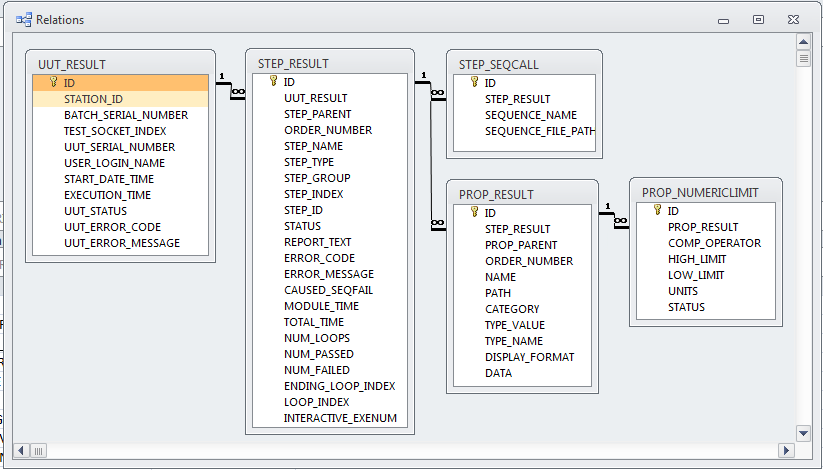 Relations
UUT_RESULT
ID
STATION_ID
BATCH_SERIAL_NUMBER
TEST_SOCKET_INDEX
UUT_SERIAL_NUMBER
USER_LOGIN_NAME
START_DATE_TIME
EXECUTION_TIME
UUT_STATUS
UUT_ERROR_CODE
UUT_ERROR_MESSAGE
1
∞
STEP_RESULT
ID
UUT_RESULT
STEP_PARENT
ORDER_NUMBER
STEP_NAME
STEP_TYPE
STEP_GROUP
STEP_INDEX
STEP_ID
STATUS
REPORT_TEXT
ERROR_CODE
ERROR_MESSAGE
CAUSED_SEQFAIL
MODULE_TIME
TOTAL_TIME
NUM_LOOPS
NUM_PASSED
NUM_FAILED
ENDING_LOOP_INDEX
LOOP_INDEX
INTERACTIVE_EXENUM
1
∞
∞
STEP_SEQCALL
ID
STEP_RESULT
SEQUENCE_NAME
SEQUENCE_FILE_PATH
PROP_RESULT
ID
STEP_RESULT
PROP_PARENT
ORDER_NUMBER
NAME
PATH
CATEGORY
TYPE_VALUE
TYPE_NAME
DISPLAY_FORMAT
DATA
1
∞
PROP_NUMERICLIMIT
ID
PROP_RESULT
COMP_OPERATOR
HIGH_LIMIT
LOW_LIMIT
UNITS
STATUS